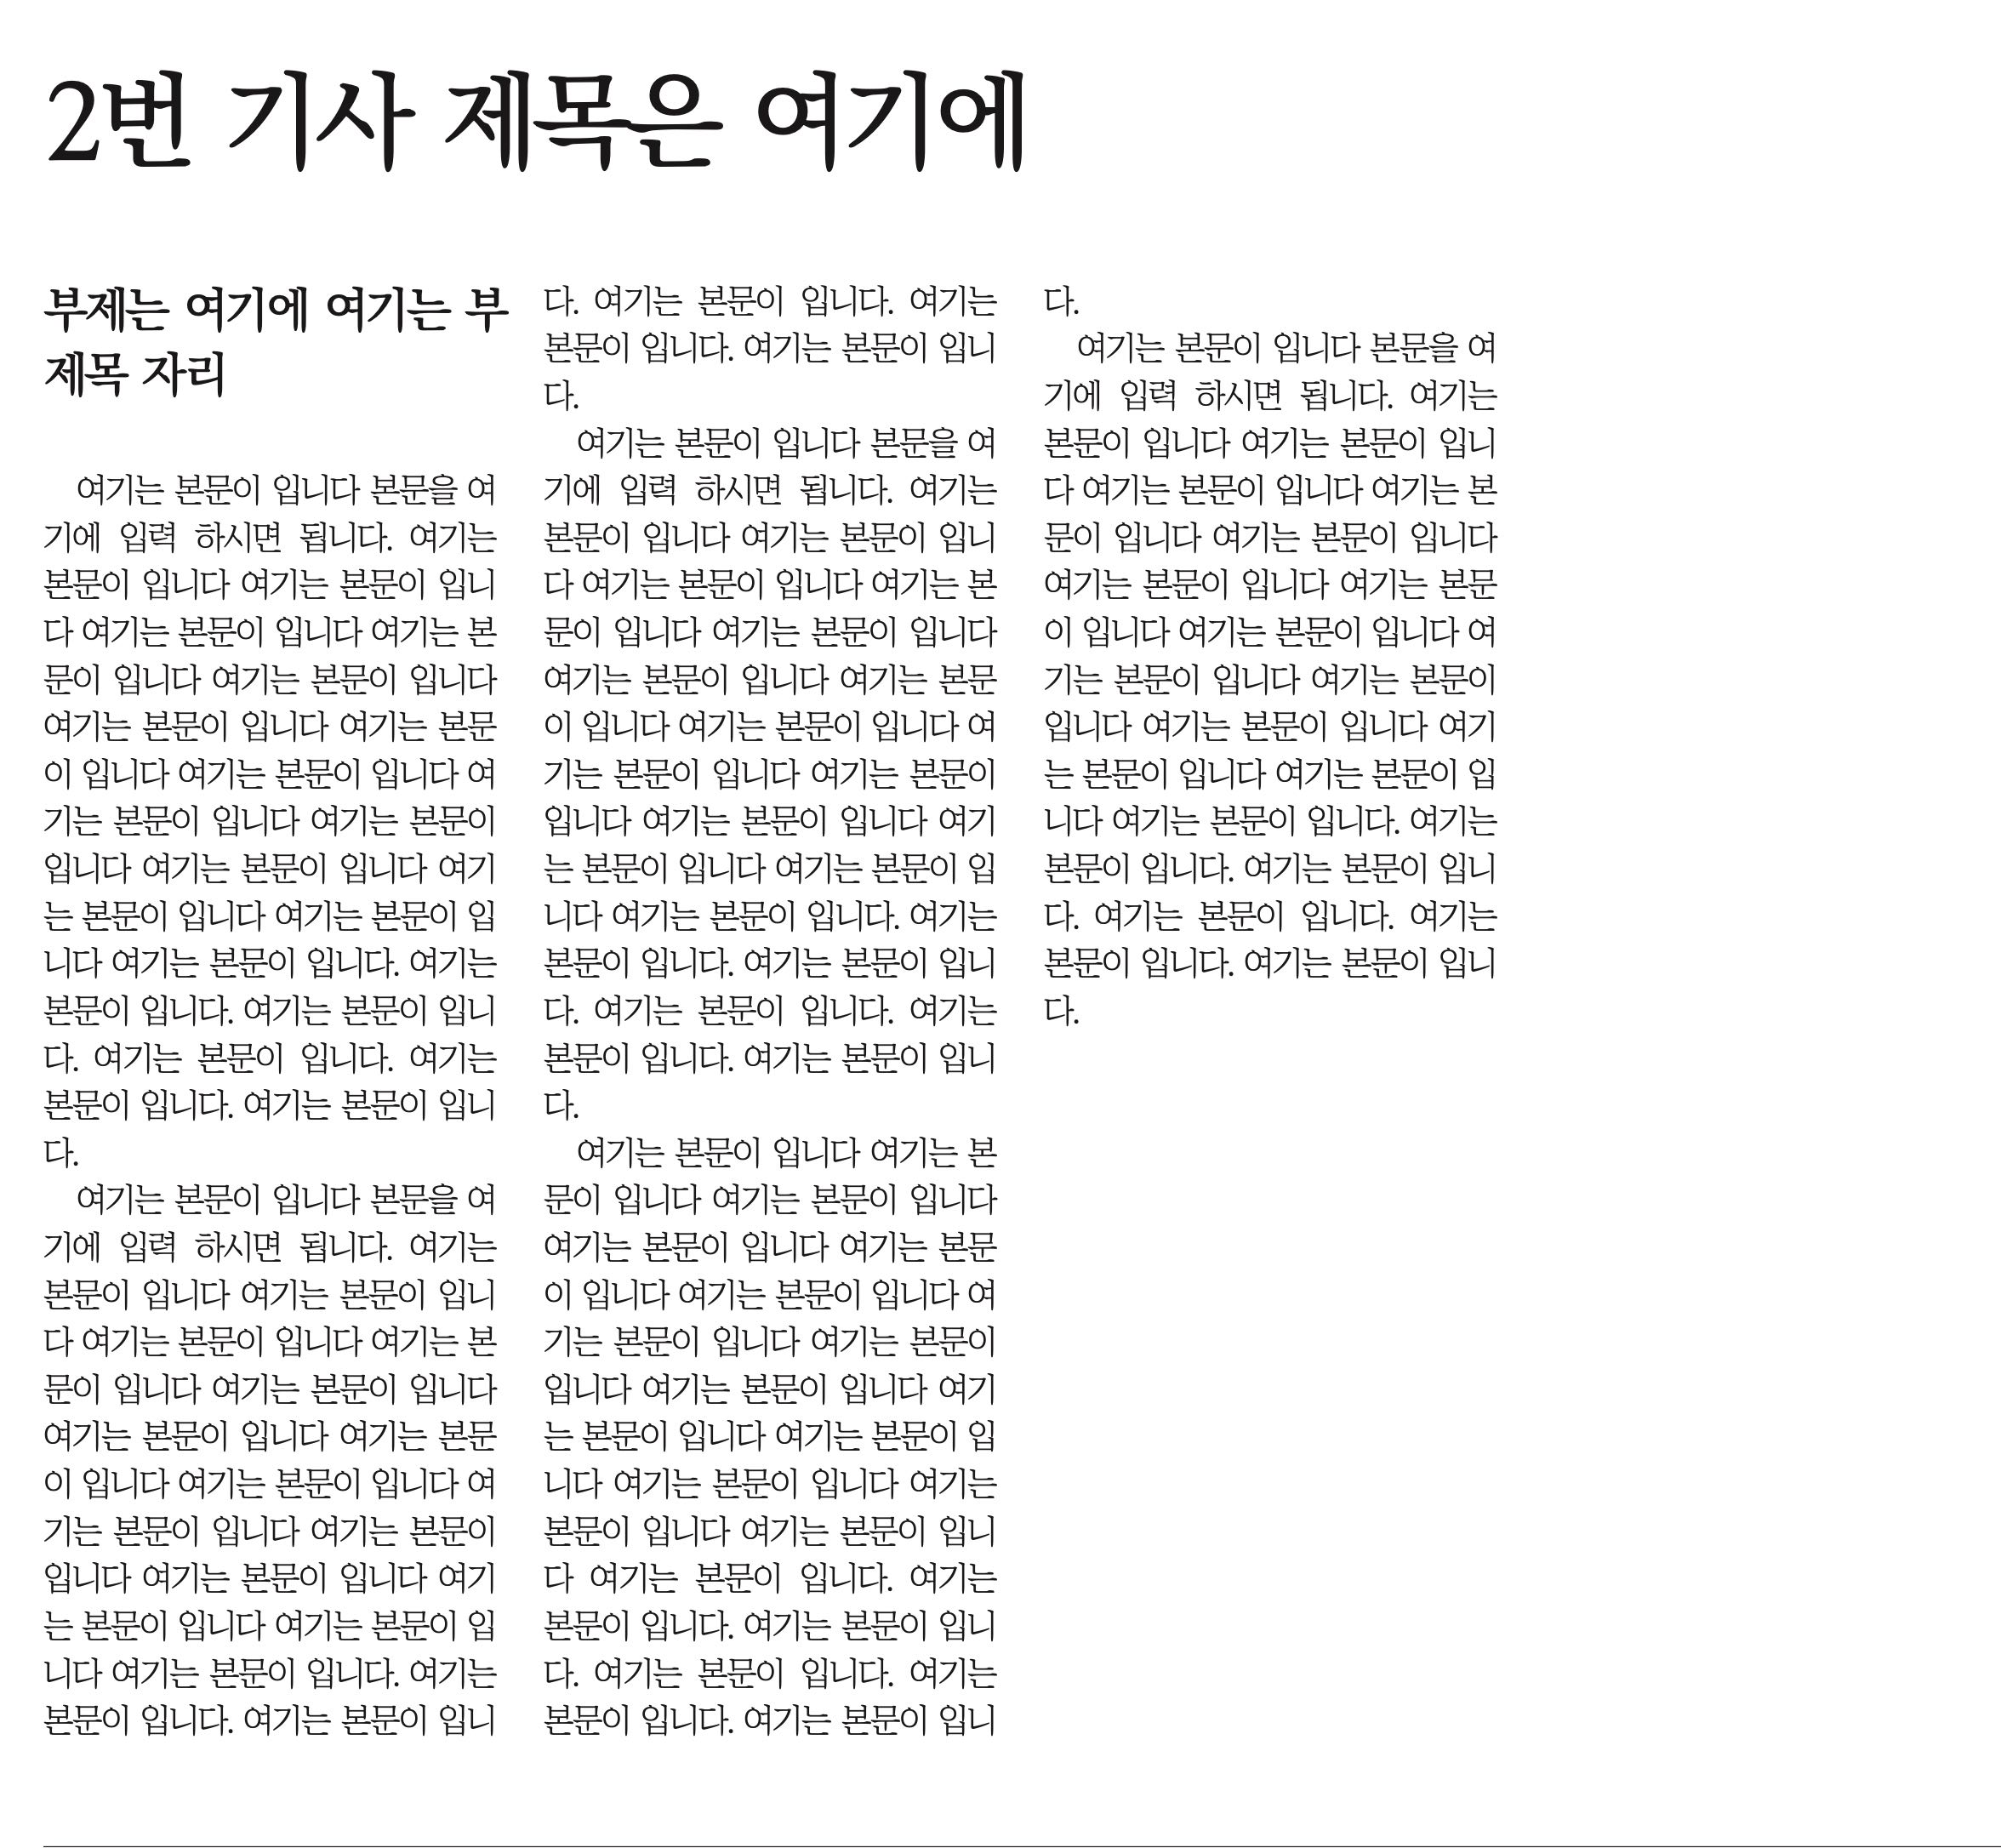 2번 기사 제목은 여기에
부제는 여기에 여기는 부
제목 자리
여기는 본문이 입니다 본문을 여
기에 입력 하시면 됩니다. 여기는
본문이 입니다 여기는 본문이 입니
다 여기는 본문이 입니다 여기는 본
문이 입니다 여기는 본문이 입니다
여기는 본문이 입니다 여기는 본문
이 입니다 여기는 본문이 입니다 여
기는 본문이 입니다 여기는 본문이
입니다 여기는 본문이 입니다 여기
는 본문이 입니다 여기는 본문이 입
니다 여기는 본문이 입니다. 여기는
본문이 입니다. 여기는 본문이 입니
다. 여기는 본문이 입니다. 여기는
본문이 입니다. 여기는 본문이 입니
다.
여기는 본문이 입니다 본문을 여
기에 입력 하시면 됩니다. 여기는
본문이 입니다 여기는 본문이 입니
다 여기는 본문이 입니다 여기는 본
문이 입니다 여기는 본문이 입니다
여기는 본문이 입니다 여기는 본문
이 입니다 여기는 본문이 입니다 여
기는 본문이 입니다 여기는 본문이
입니다 여기는 본문이 입니다 여기
는 본문이 입니다 여기는 본문이 입
니다 여기는 본문이 입니다. 여기는
본문이 입니다. 여기는 본문이 입니
다. 여기는 본문이 입니다. 여기는
본문이 입니다. 여기는 본문이 입니
다.
여기는 본문이 입니다 본문을 여
기에 입력 하시면 됩니다. 여기는
본문이 입니다 여기는 본문이 입니
다 여기는 본문이 입니다 여기는 본
문이 입니다 여기는 본문이 입니다
여기는 본문이 입니다 여기는 본문
이 입니다 여기는 본문이 입니다 여
기는 본문이 입니다 여기는 본문이
입니다 여기는 본문이 입니다 여기
는 본문이 입니다 여기는 본문이 입
니다 여기는 본문이 입니다. 여기는
본문이 입니다. 여기는 본문이 입니
다. 여기는 본문이 입니다. 여기는
본문이 입니다. 여기는 본문이 입니
다.
여기는 본문이 입니다 여기는 본
문이 입니다 여기는 본문이 입니다
여기는 본문이 입니다 여기는 본문
이 입니다 여기는 본문이 입니다 여
기는 본문이 입니다 여기는 본문이
입니다 여기는 본문이 입니다 여기
는 본문이 입니다 여기는 본문이 입
니다 여기는 본문이 입니다 여기는
본문이 입니다 여기는 본문이 입니
다 여기는 본문이 입니다. 여기는
본문이 입니다. 여기는 본문이 입니
다. 여기는 본문이 입니다. 여기는
본문이 입니다. 여기는 본문이 입니
다.
여기는 본문이 입니다 본문을 여
기에 입력 하시면 됩니다. 여기는
본문이 입니다 여기는 본문이 입니
다 여기는 본문이 입니다 여기는 본
문이 입니다 여기는 본문이 입니다
여기는 본문이 입니다 여기는 본문
이 입니다 여기는 본문이 입니다 여
기는 본문이 입니다 여기는 본문이
입니다 여기는 본문이 입니다 여기
는 본문이 입니다 여기는 본문이 입
니다 여기는 본문이 입니다. 여기는
본문이 입니다. 여기는 본문이 입니
다. 여기는 본문이 입니다. 여기는
본문이 입니다. 여기는 본문이 입니
다.